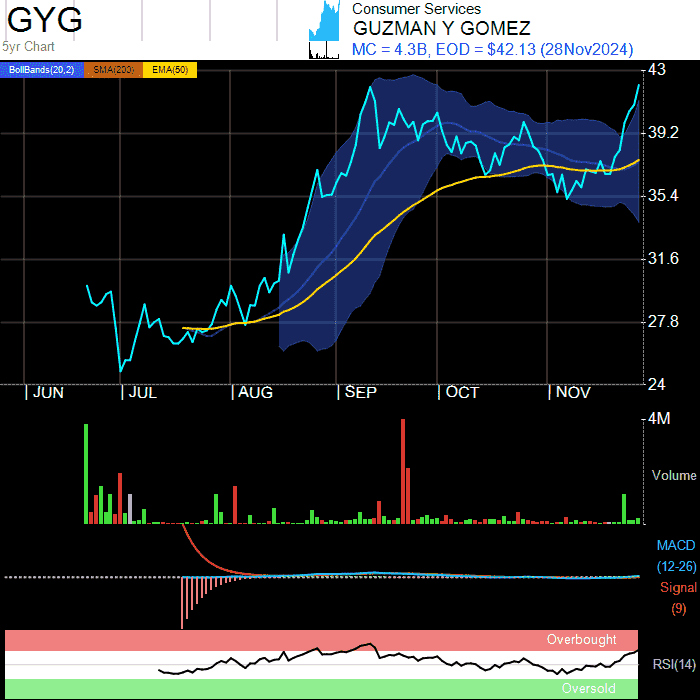 GYG
5yr Chart
Consumer Services
GUZMAN Y GOMEZ
MC = 4.3B, EOD = $42.13 (28Nov2024)
BollBands(20,2) SMA(200) EMA(50)
43
39.2
35.4
31.6
27.8
24
JUN JUL AUG SEP OCT NOV
4M
Volume
MACD
(12-26)
Signal
(9)
Overbought
RSI(14)
Oversold